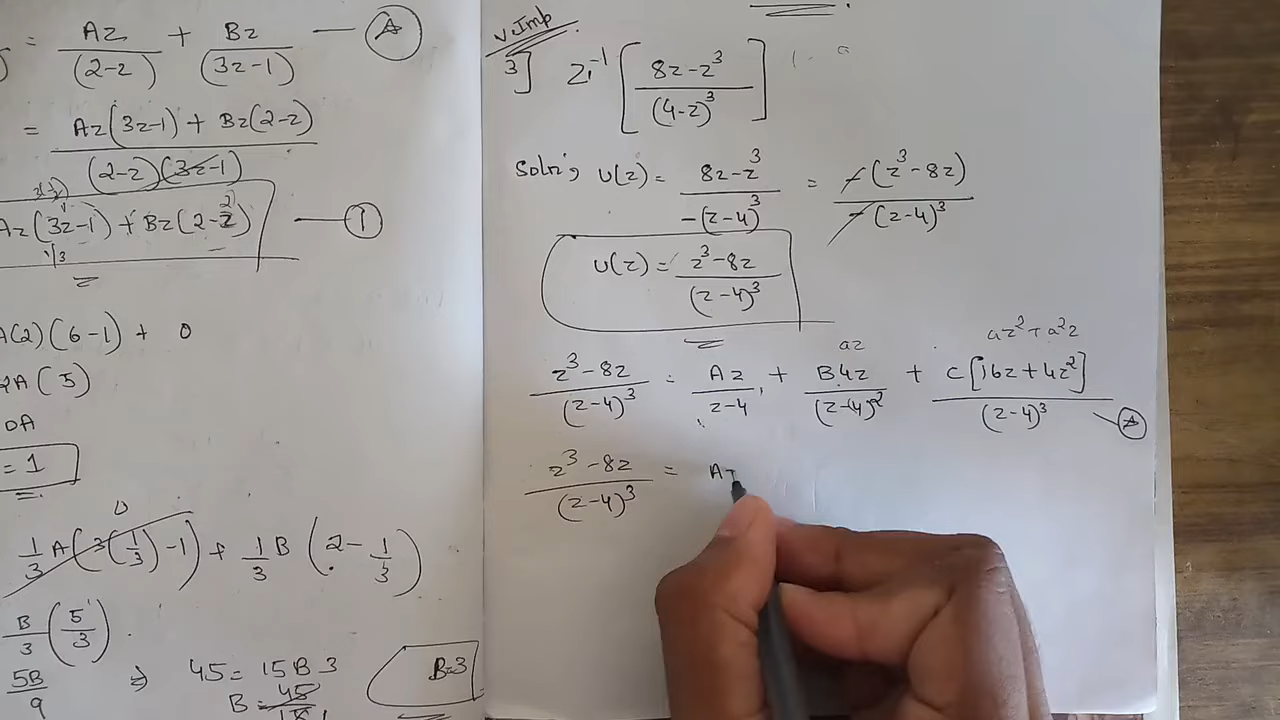 = Az/(2-z) + Bz/(3z-1) — (A)
= Az(3z-1) + Bz(2-z) / (2-z)(3z-1)
Az(3z-1) + Bz(2-z) — (1)
1/3
A(2)(6-1) + 0
2A(5)
0A
= 1
0
1/3 A(3(1/3)-1) + 1/3 B (2 - 1/3)
B/3 (5/3)
5B/9 ⇒ 45 = 15B 3
B = 45/15
B=3
V.Imp
3] Z⁻¹ [ 8z-z³ / (4-z)³ ]
Soln; U(z) = 8z-z³ / -(z-4)³ = -(z³-8z) / -(z-4)³
U(z) = z³-8z / (z-4)³
az az²+a²z
z³-8z / (z-4)³ = Az / z-4 + B4z / (z-4)² + C[16z+4z²] / (z-4)³ — (A)
z³-8z / (z-4)³ = Az